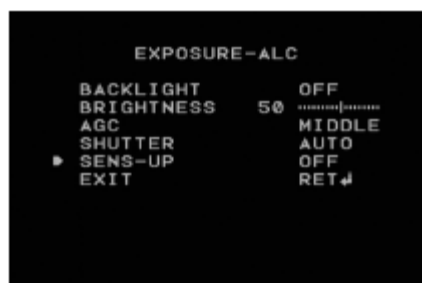 EXPOSURE-ALC
BACKLIGHT OFF
BRIGHTNESS 50
AGC MIDDLE
SHUTTER AUTO
SENS-UP OFF
EXIT RET↲